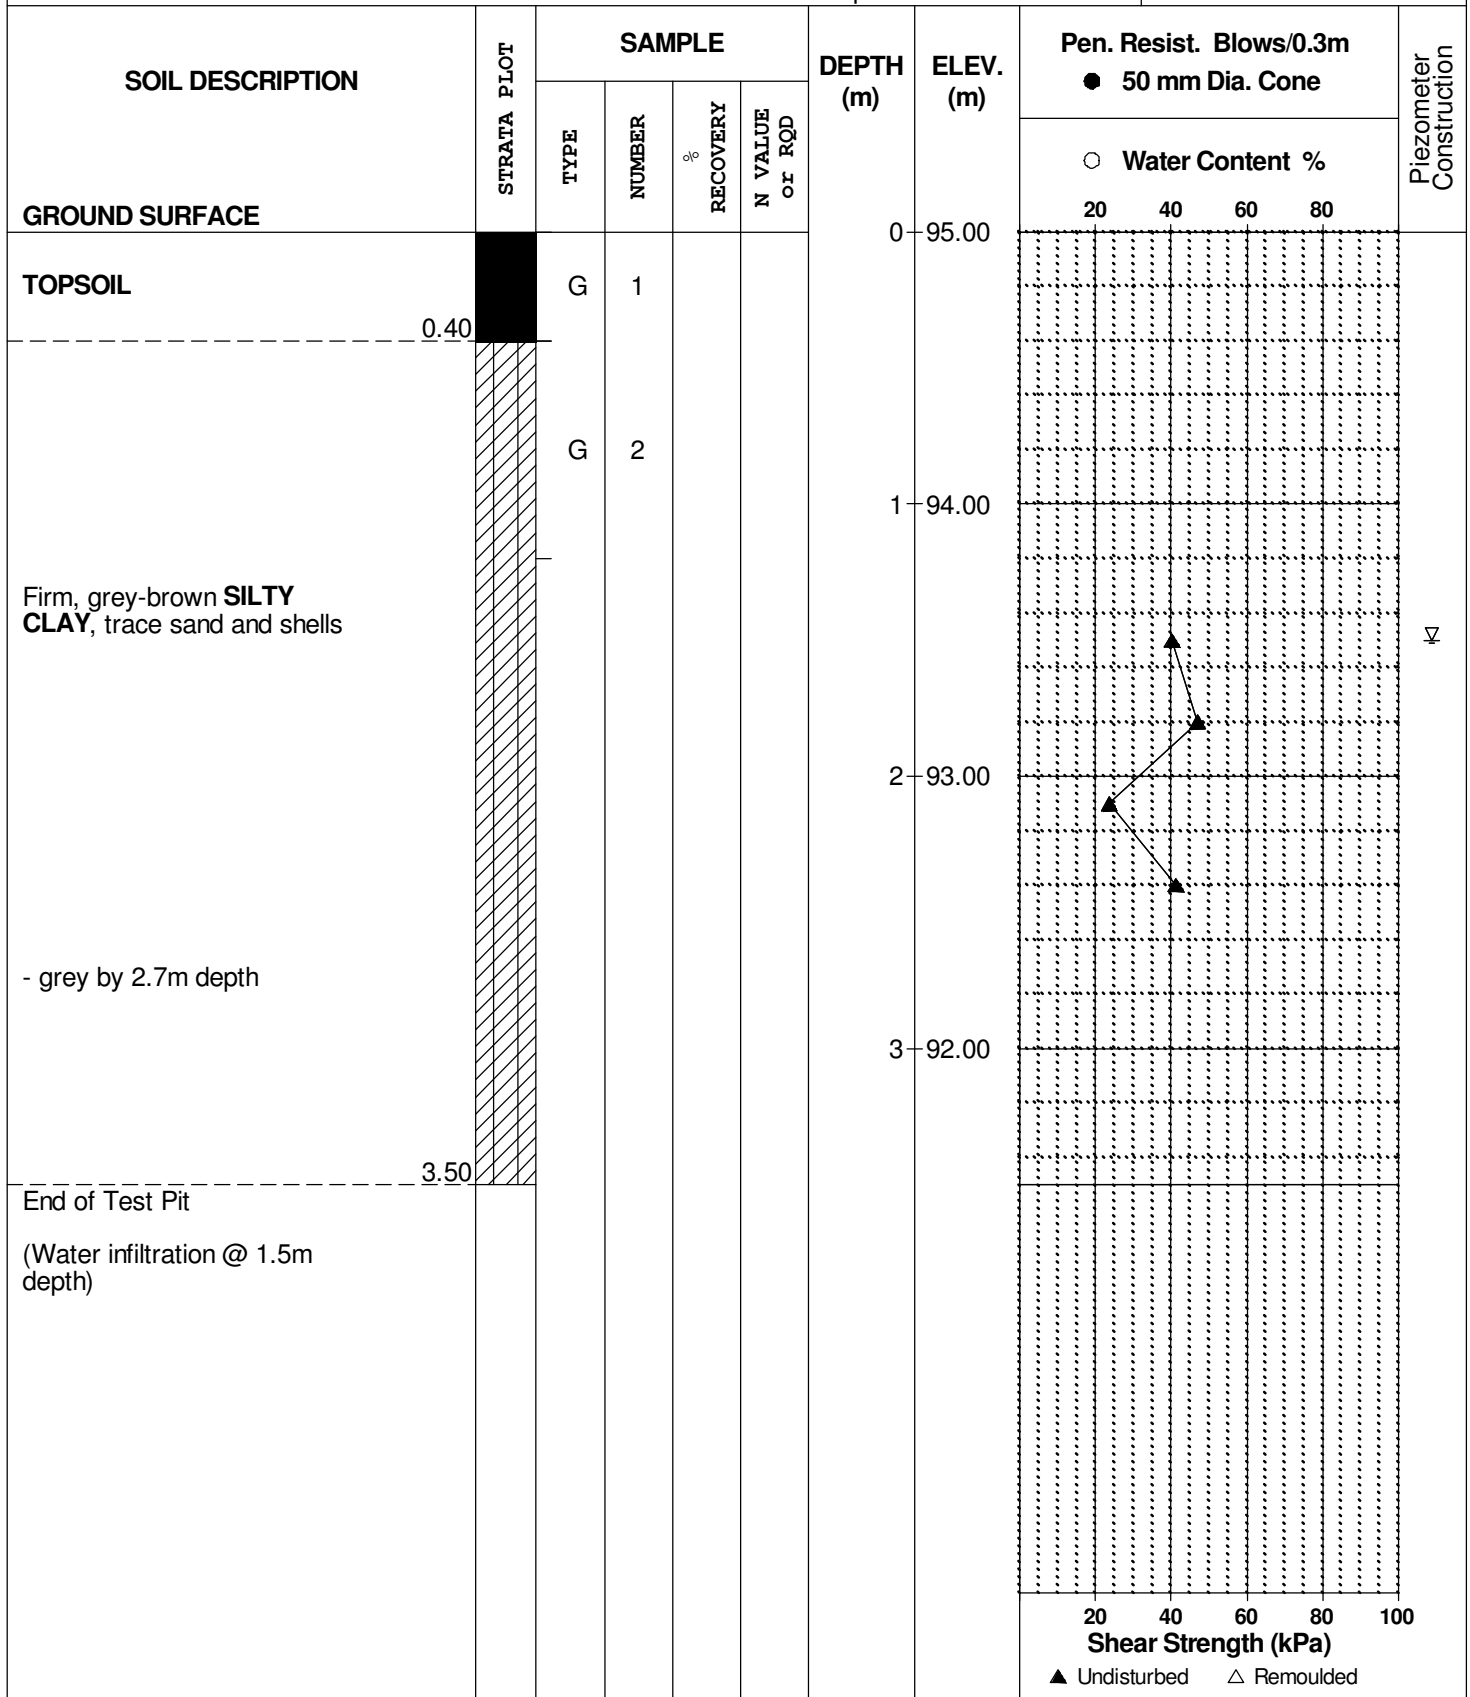 SOIL DESCRIPTION
GROUND SURFACE
STRATA PLOT
SAMPLE
TYPE
NUMBER
%
RECOVERY
N VALUE
or RQD
DEPTH
(m)
ELEV.
(m)
Pen. Resist. Blows/0.3m
● 50 mm Dia. Cone
○ Water Content %
20 40 60 80
Piezometer
Construction
0 95.00
TOPSOIL
G 1
0.40
G 2
1 94.00
Firm, grey-brown SILTY
CLAY, trace sand and shells
2 93.00
- grey by 2.7m depth
3 92.00
3.50
End of Test Pit
(Water infiltration @ 1.5m
depth)
20 40 60 80 100
Shear Strength (kPa)
▲ Undisturbed △ Remoulded